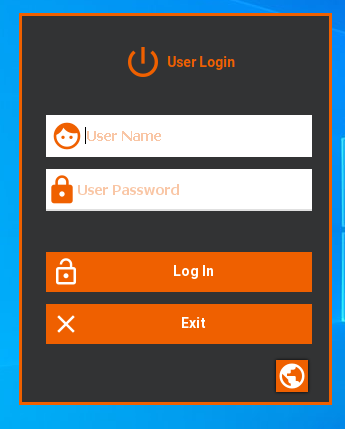 User Login
User Name
User Password
Log In
Exit